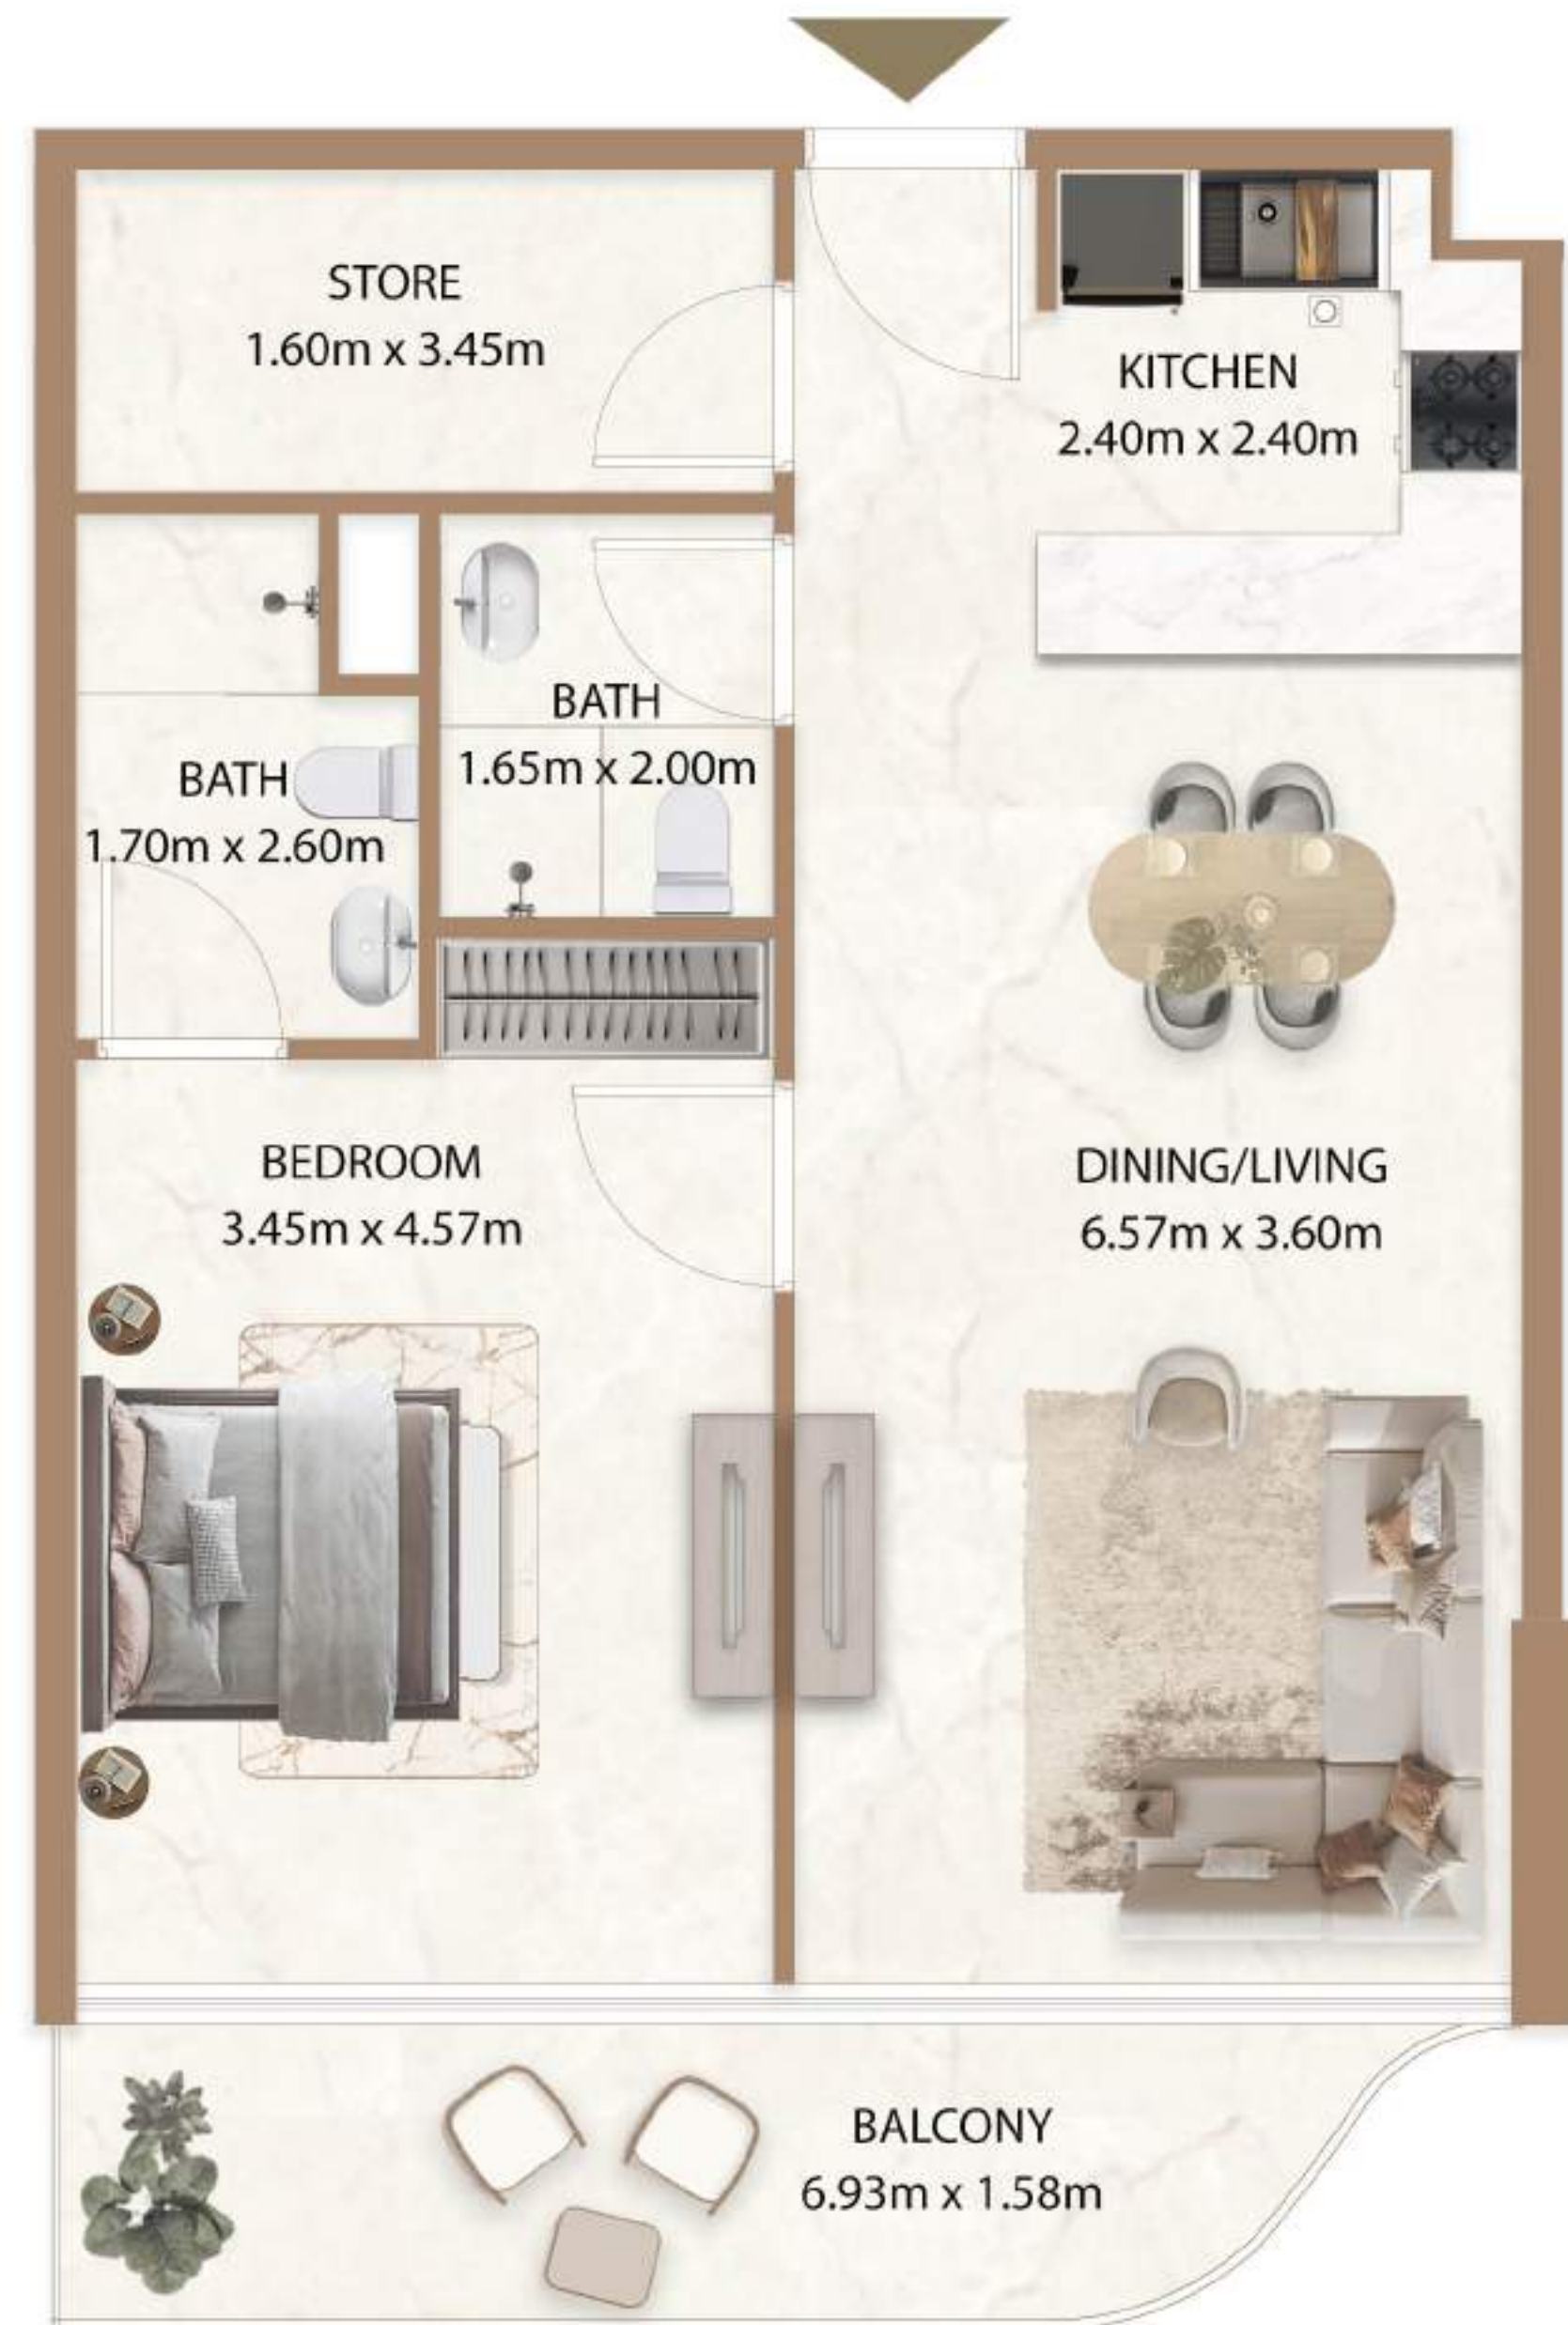 STORE
1.60m x 3.45m
KITCHEN
2.40m x 2.40m
BATH
1.65m x 2.00m
BATH
1.70m x 2.60m
BEDROOM
3.45m x 4.57m
DINING/LIVING
6.57m x 3.60m
BALCONY
6.93m x 1.58m